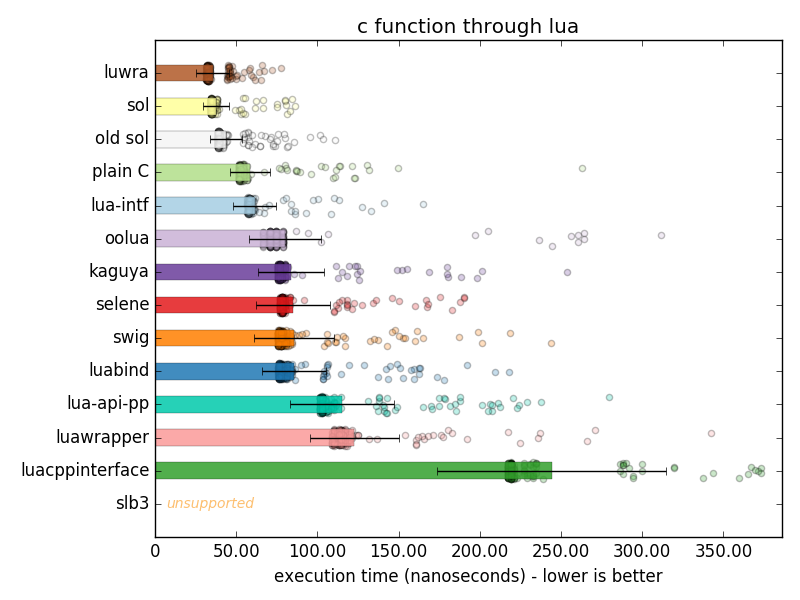 c function through lua
luwra
sol
old sol
plain C
lua-intf
oolua
kaguya
selene
swig
luabind
lua-api-pp
luawrapper
luacppinterface
slb3 unsupported
0 50.00 100.00 150.00 200.00 250.00 300.00 350.00
execution time (nanoseconds) - lower is better